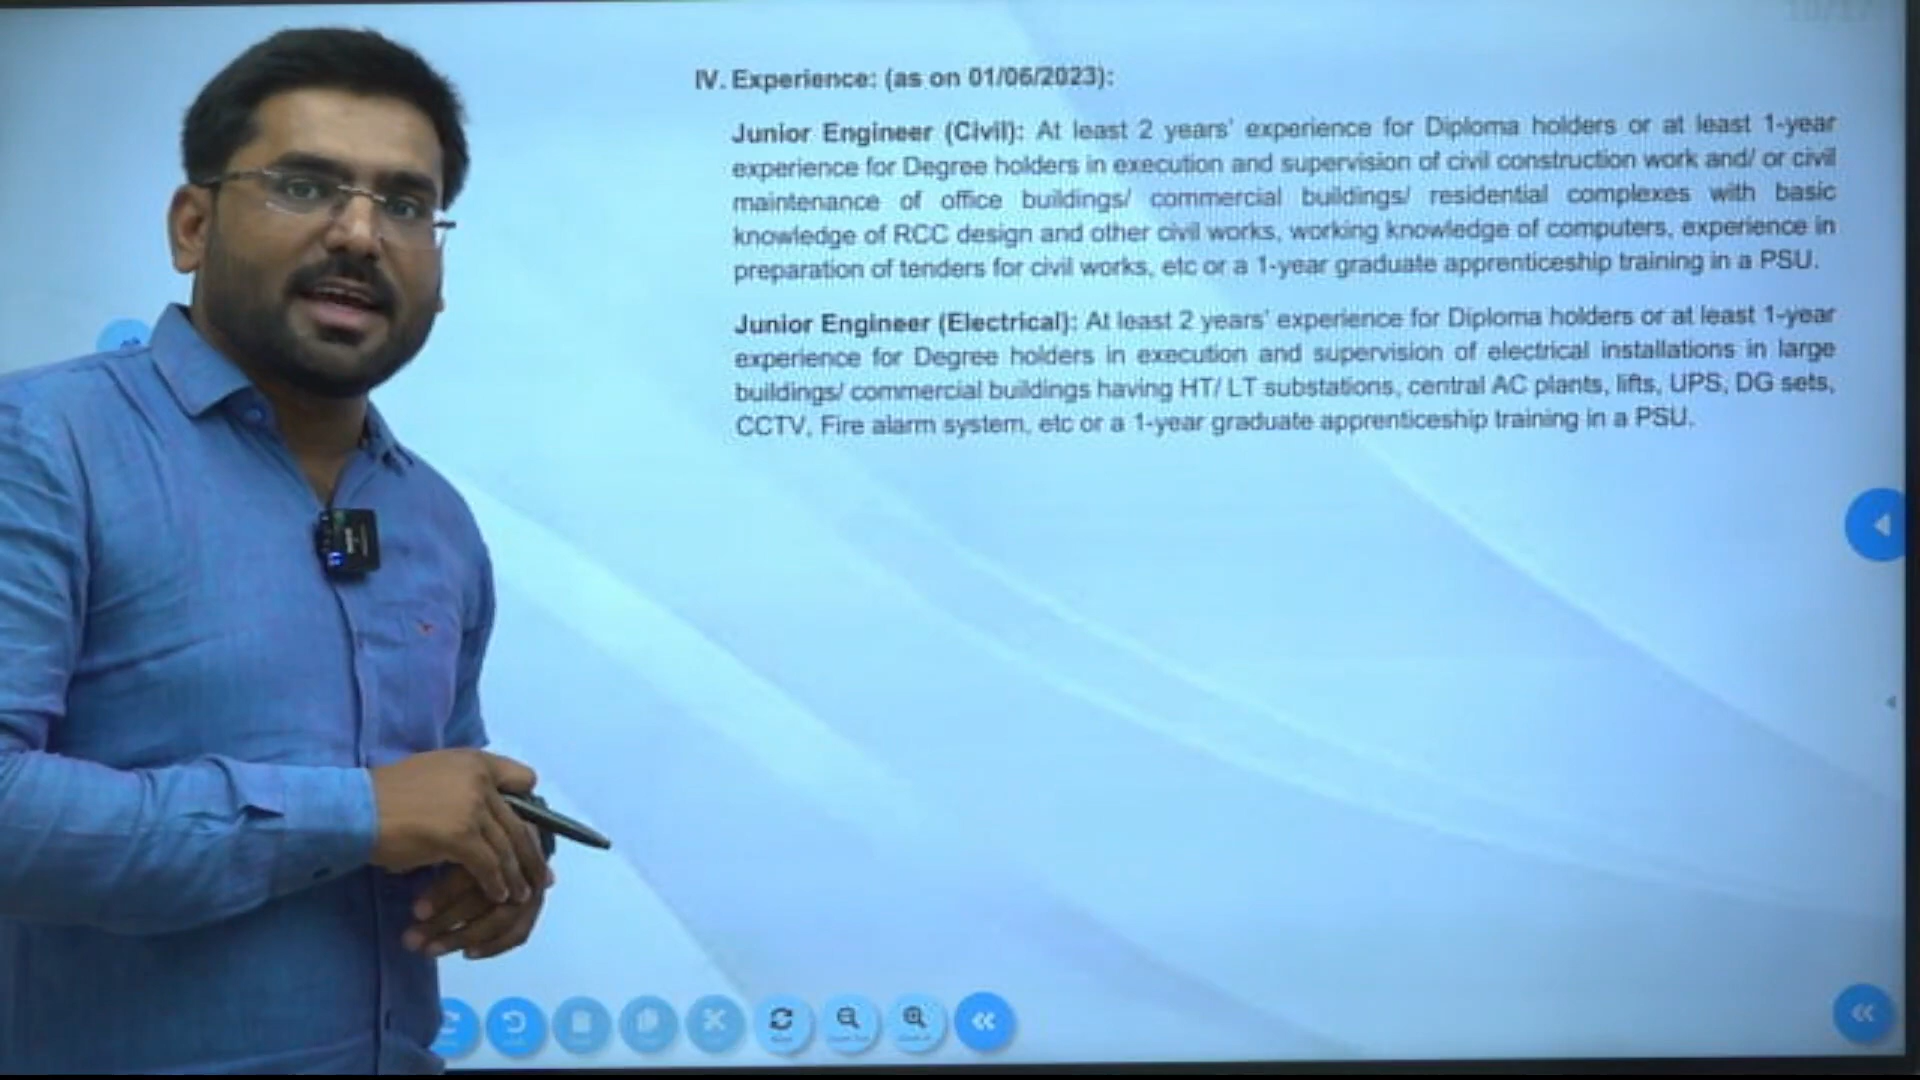 10/17
IV. Experience: (as on 01/06/2023):
Junior Engineer (Civil): At least 2 years' experience for Diploma holders or at least 1-year
experience for Degree holders in execution and supervision of civil construction work and/ or civil
maintenance of office buildings/ commercial buildings/ residential complexes with basic
knowledge of RCC design and other civil works, working knowledge of computers, experience in
preparation of tenders for civil works, etc or a 1-year graduate apprenticeship training in a PSU.
Junior Engineer (Electrical): At least 2 years' experience for Diploma holders or at least 1-year
experience for Degree holders in execution and supervision of electrical installations in large
buildings/ commercial buildings having HT/ LT substations, central AC plants, lifts, UPS, DG sets,
CCTV, Fire alarm system, etc or a 1-year graduate apprenticeship training in a PSU.